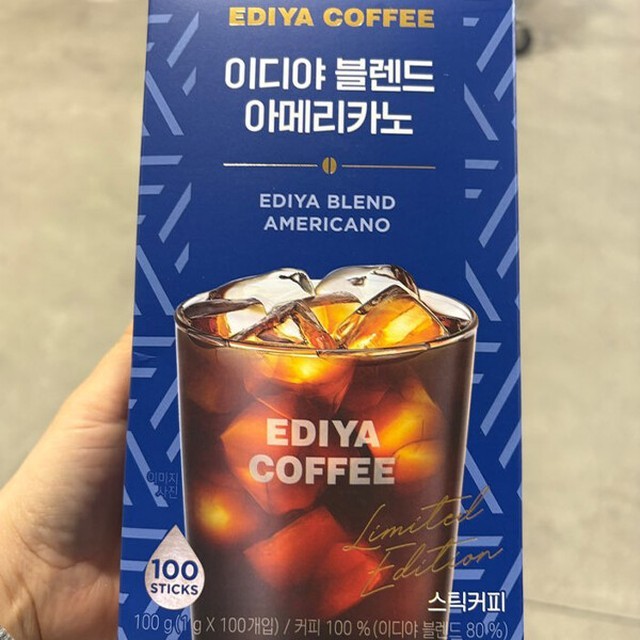 EDIYA COFFEE
이디야 블렌드
아메리카노
EDIYA BLEND
AMERICANO
EDIYA
COFFEE
이미지
사진
Limited
Edition
100
STICKS
스틱커피
100 g (1 g X 100개입) / 커피 100 % (이디야 블렌드 80 %)